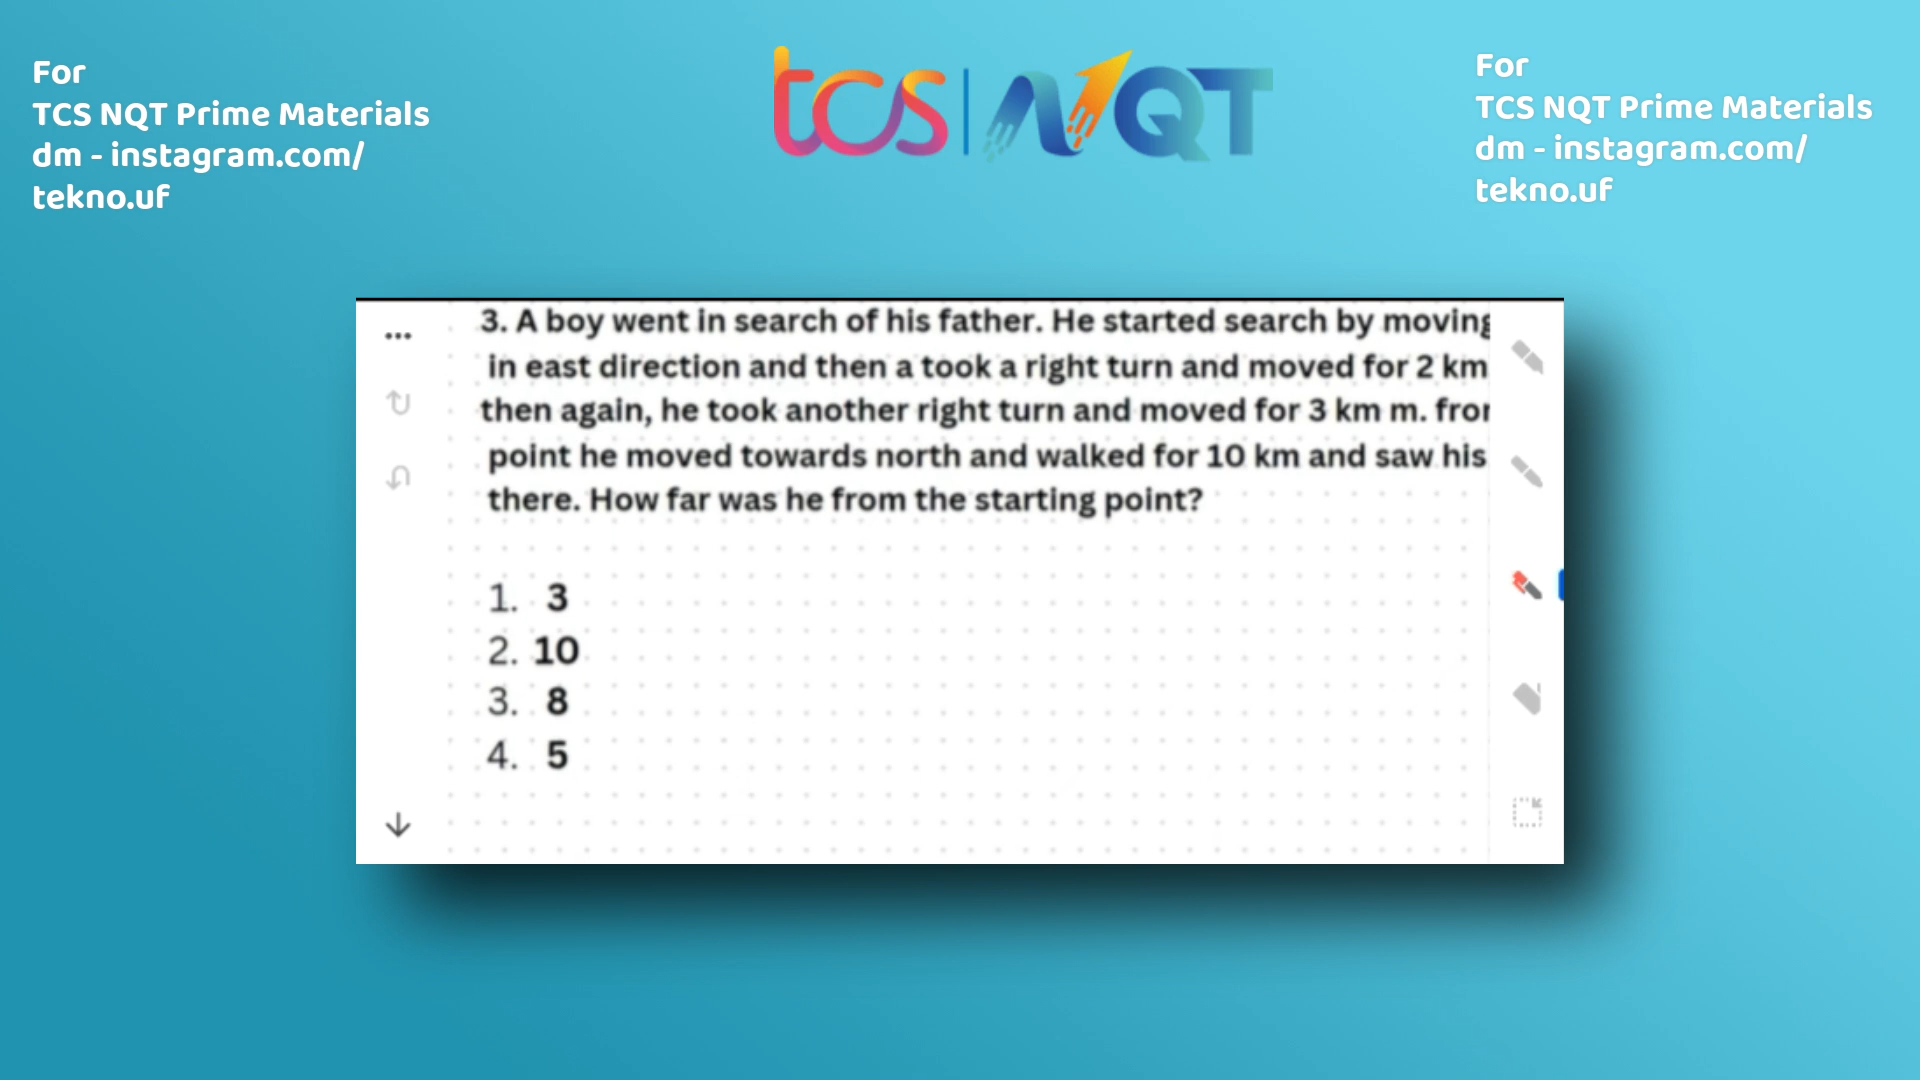 For
TCS NQT Prime Materials
dm - instagram.com/
tekno.uf
tcs | NQT
For
TCS NQT Prime Materials
dm - instagram.com/
tekno.uf
3. A boy went in search of his father. He started search by moving
in east direction and then a took a right turn and moved for 2 km
then again, he took another right turn and moved for 3 km m.
point he moved towards north and walked for 10 km and saw his
there. How far was he from the starting point?
1. 3
2. 10
3. 8
4. 5